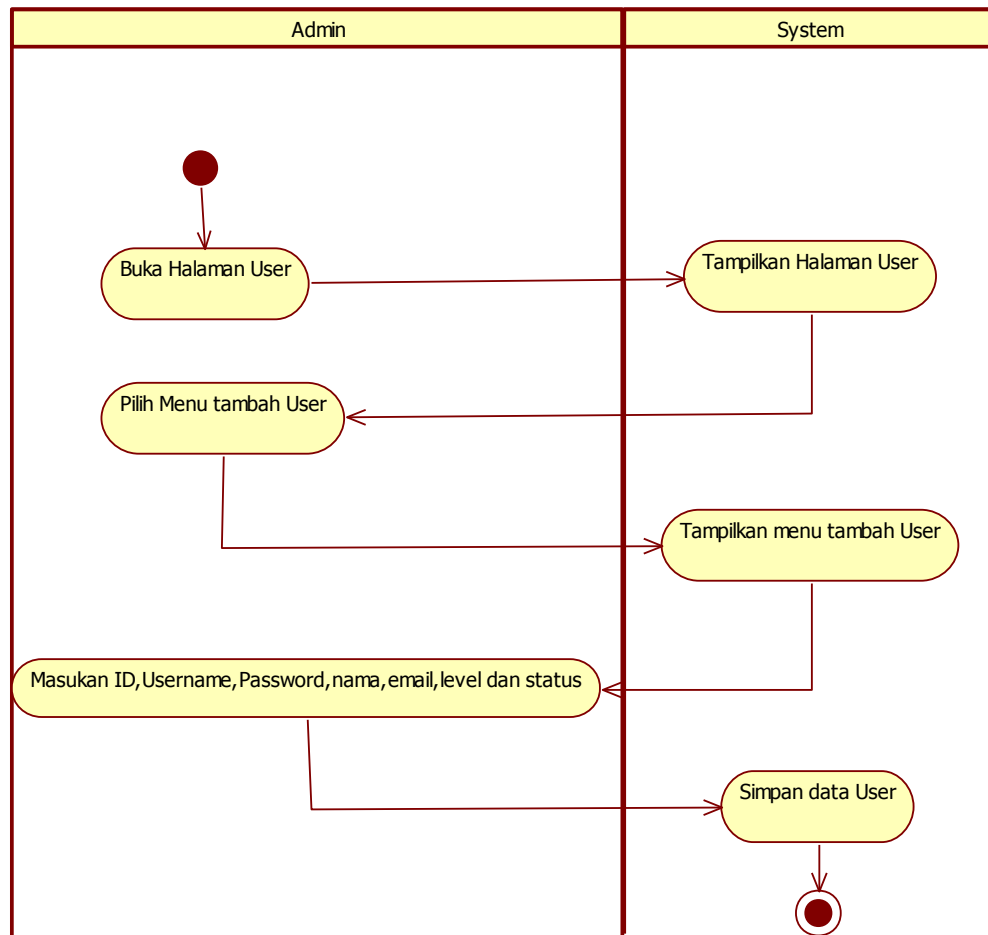 Admin
System
Buka Halaman User
Tampilkan Halaman User
Pilih Menu tambah User
Tampilkan menu tambah User
Masukan ID,Username,Password,nama,email,level dan status
Simpan data User